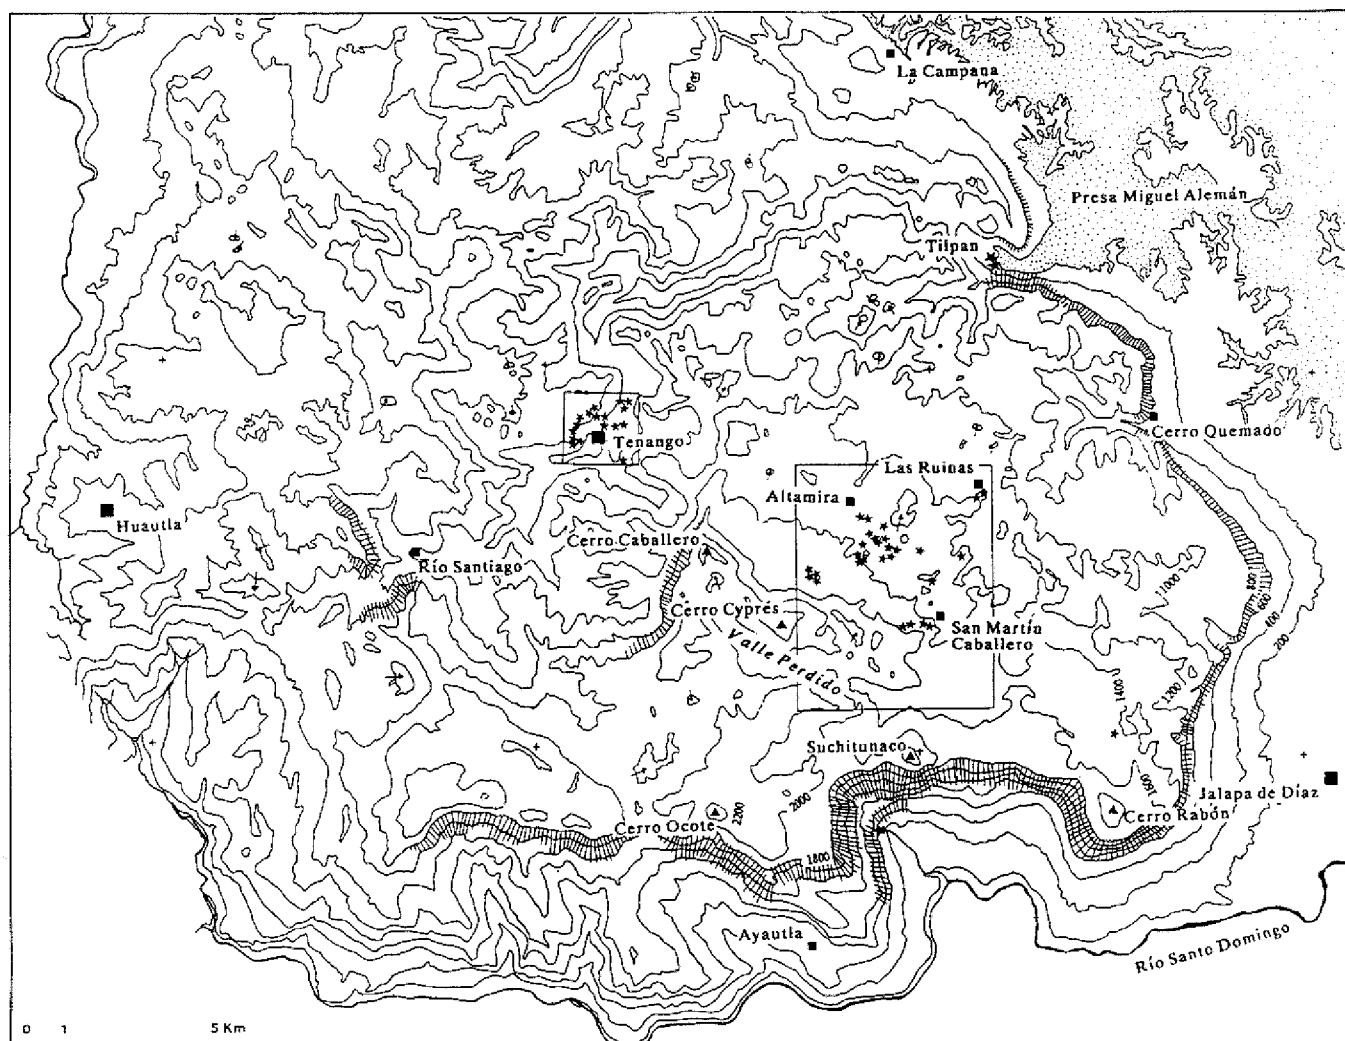 La Campana
Presa Miguel Alemán
Tilpan
Tenango
Cerro Quemado
Las Ruinas
Altamira
Huautla
Cerro Caballero
Río Santiago
11000
800
600
400
200
Cerro Cyprés
San Martín
Caballero
Valle Perdido
1400
1200
Suchitunaco
1600
Jalapa de Díaz
Cerro Rabón
2000
2200
Cerro Ocote
1800
Ayautla
Río Santo Domingo
0 1 5 Km